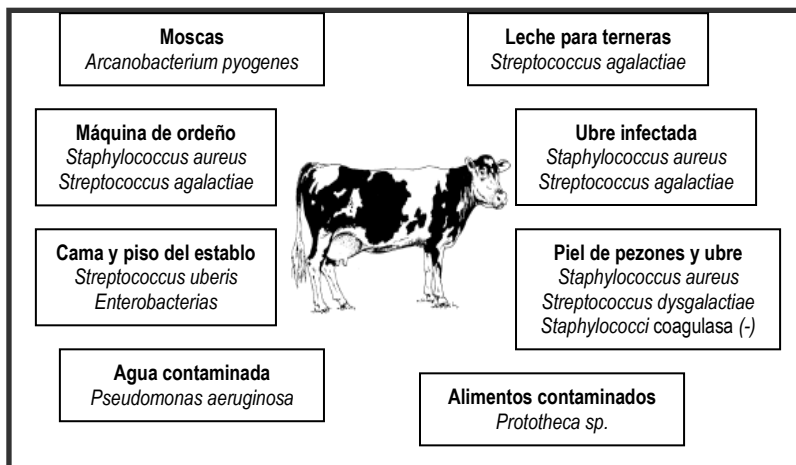 Moscas
Arcanobacterium pyogenes
Leche para terneras
Streptococcus agalactiae
Máquina de ordeño
Staphylococcus aureus
Streptococcus agalactiae
Ubre infectada
Staphylococcus aureus
Streptococcus agalactiae
Cama y piso del establo
Streptococcus uberis
Enterobacterias
Piel de pezones y ubre
Staphylococcus aureus
Streptococcus dysgalactiae
Staphylococci coagulasa (-)
Agua contaminada
Pseudomonas aeruginosa
Alimentos contaminados
Prototheca sp.